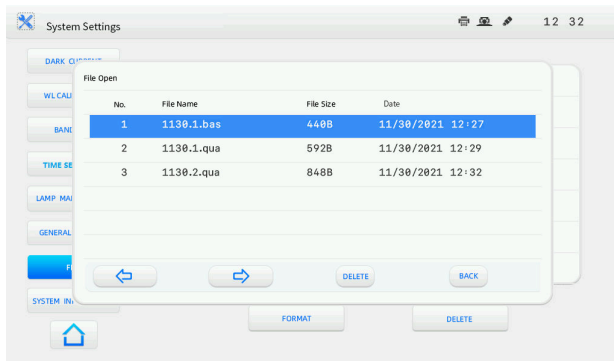 System Settings
12 32
DARK
File Open
WL CALI
No. File Name File Size Date
BAND
1 1130.1.bas 440B 11/30/2021 12:27
2 1130.1.qua 592B 11/30/2021 12:29
TIME SE
3 1130.2.qua 848B 11/30/2021 12:32
LAMP MA
GENERAL
F
DELETE BACK
SYSTEM IN
FORMAT DELETE